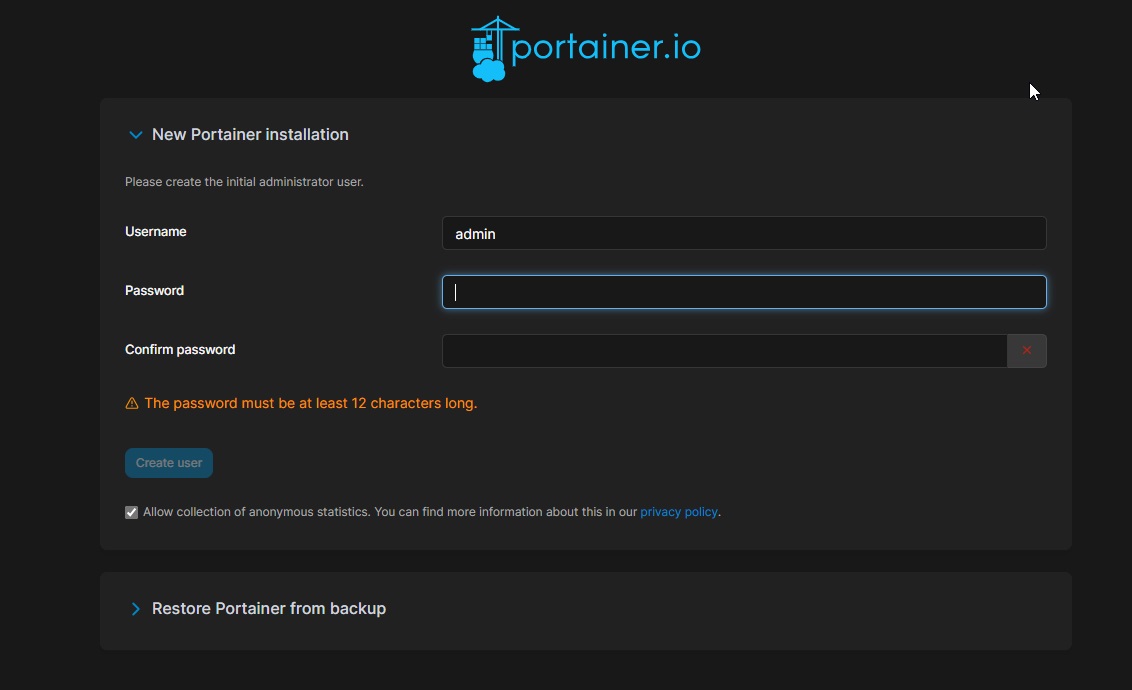 portainer.io
New Portainer installation
Please create the initial administrator user.
Username
admin
Password
Confirm password
The password must be at least 12 characters long.
Create user
Allow collection of anonymous statistics. You can find more information about this in our privacy policy.
Restore Portainer from backup